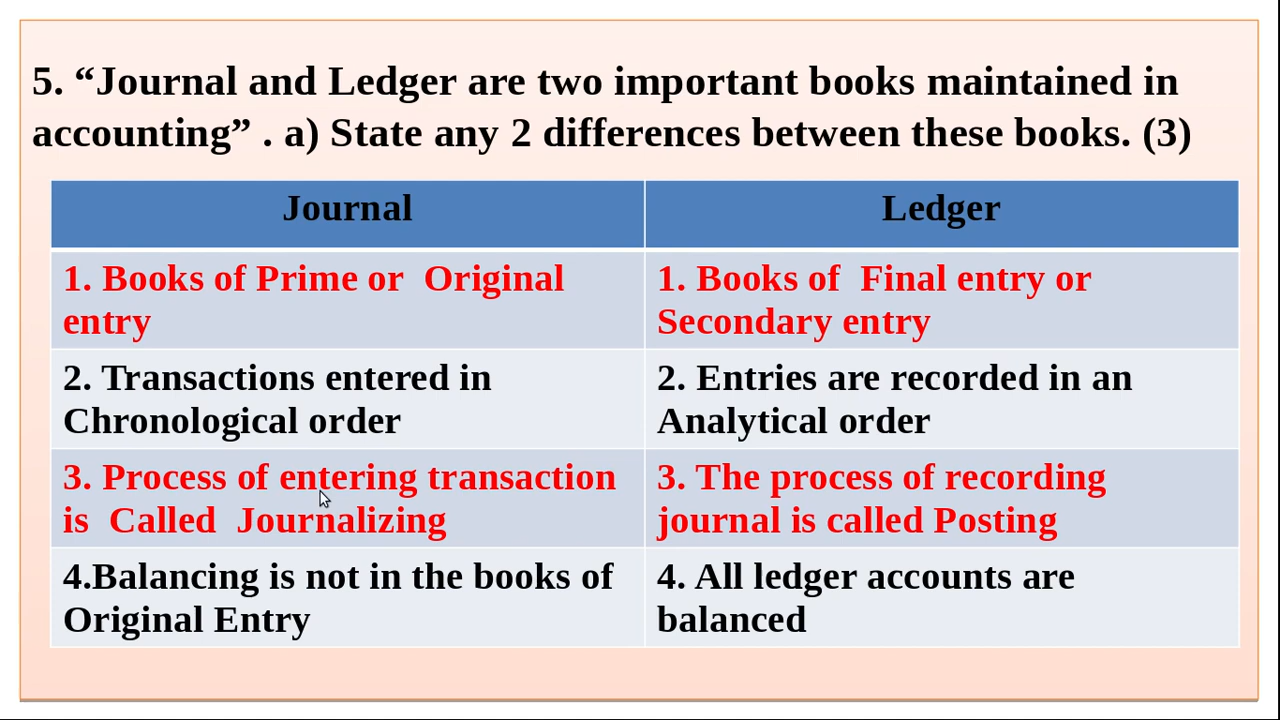 5. “Journal and Ledger are two important books maintained in
accounting” . a) State any 2 differences between these books. (3)
Journal
Ledger
1. Books of Prime or  Original
entry
1. Books of  Final entry or
Secondary entry
2. Transactions entered in
Chronological order
2. Entries are recorded in an
Analytical order
3. Process of entering transaction
is  Called  Journalizing
3. The process of recording
journal is called Posting
4.Balancing is not in the books of
Original Entry
4. All ledger accounts are
balanced